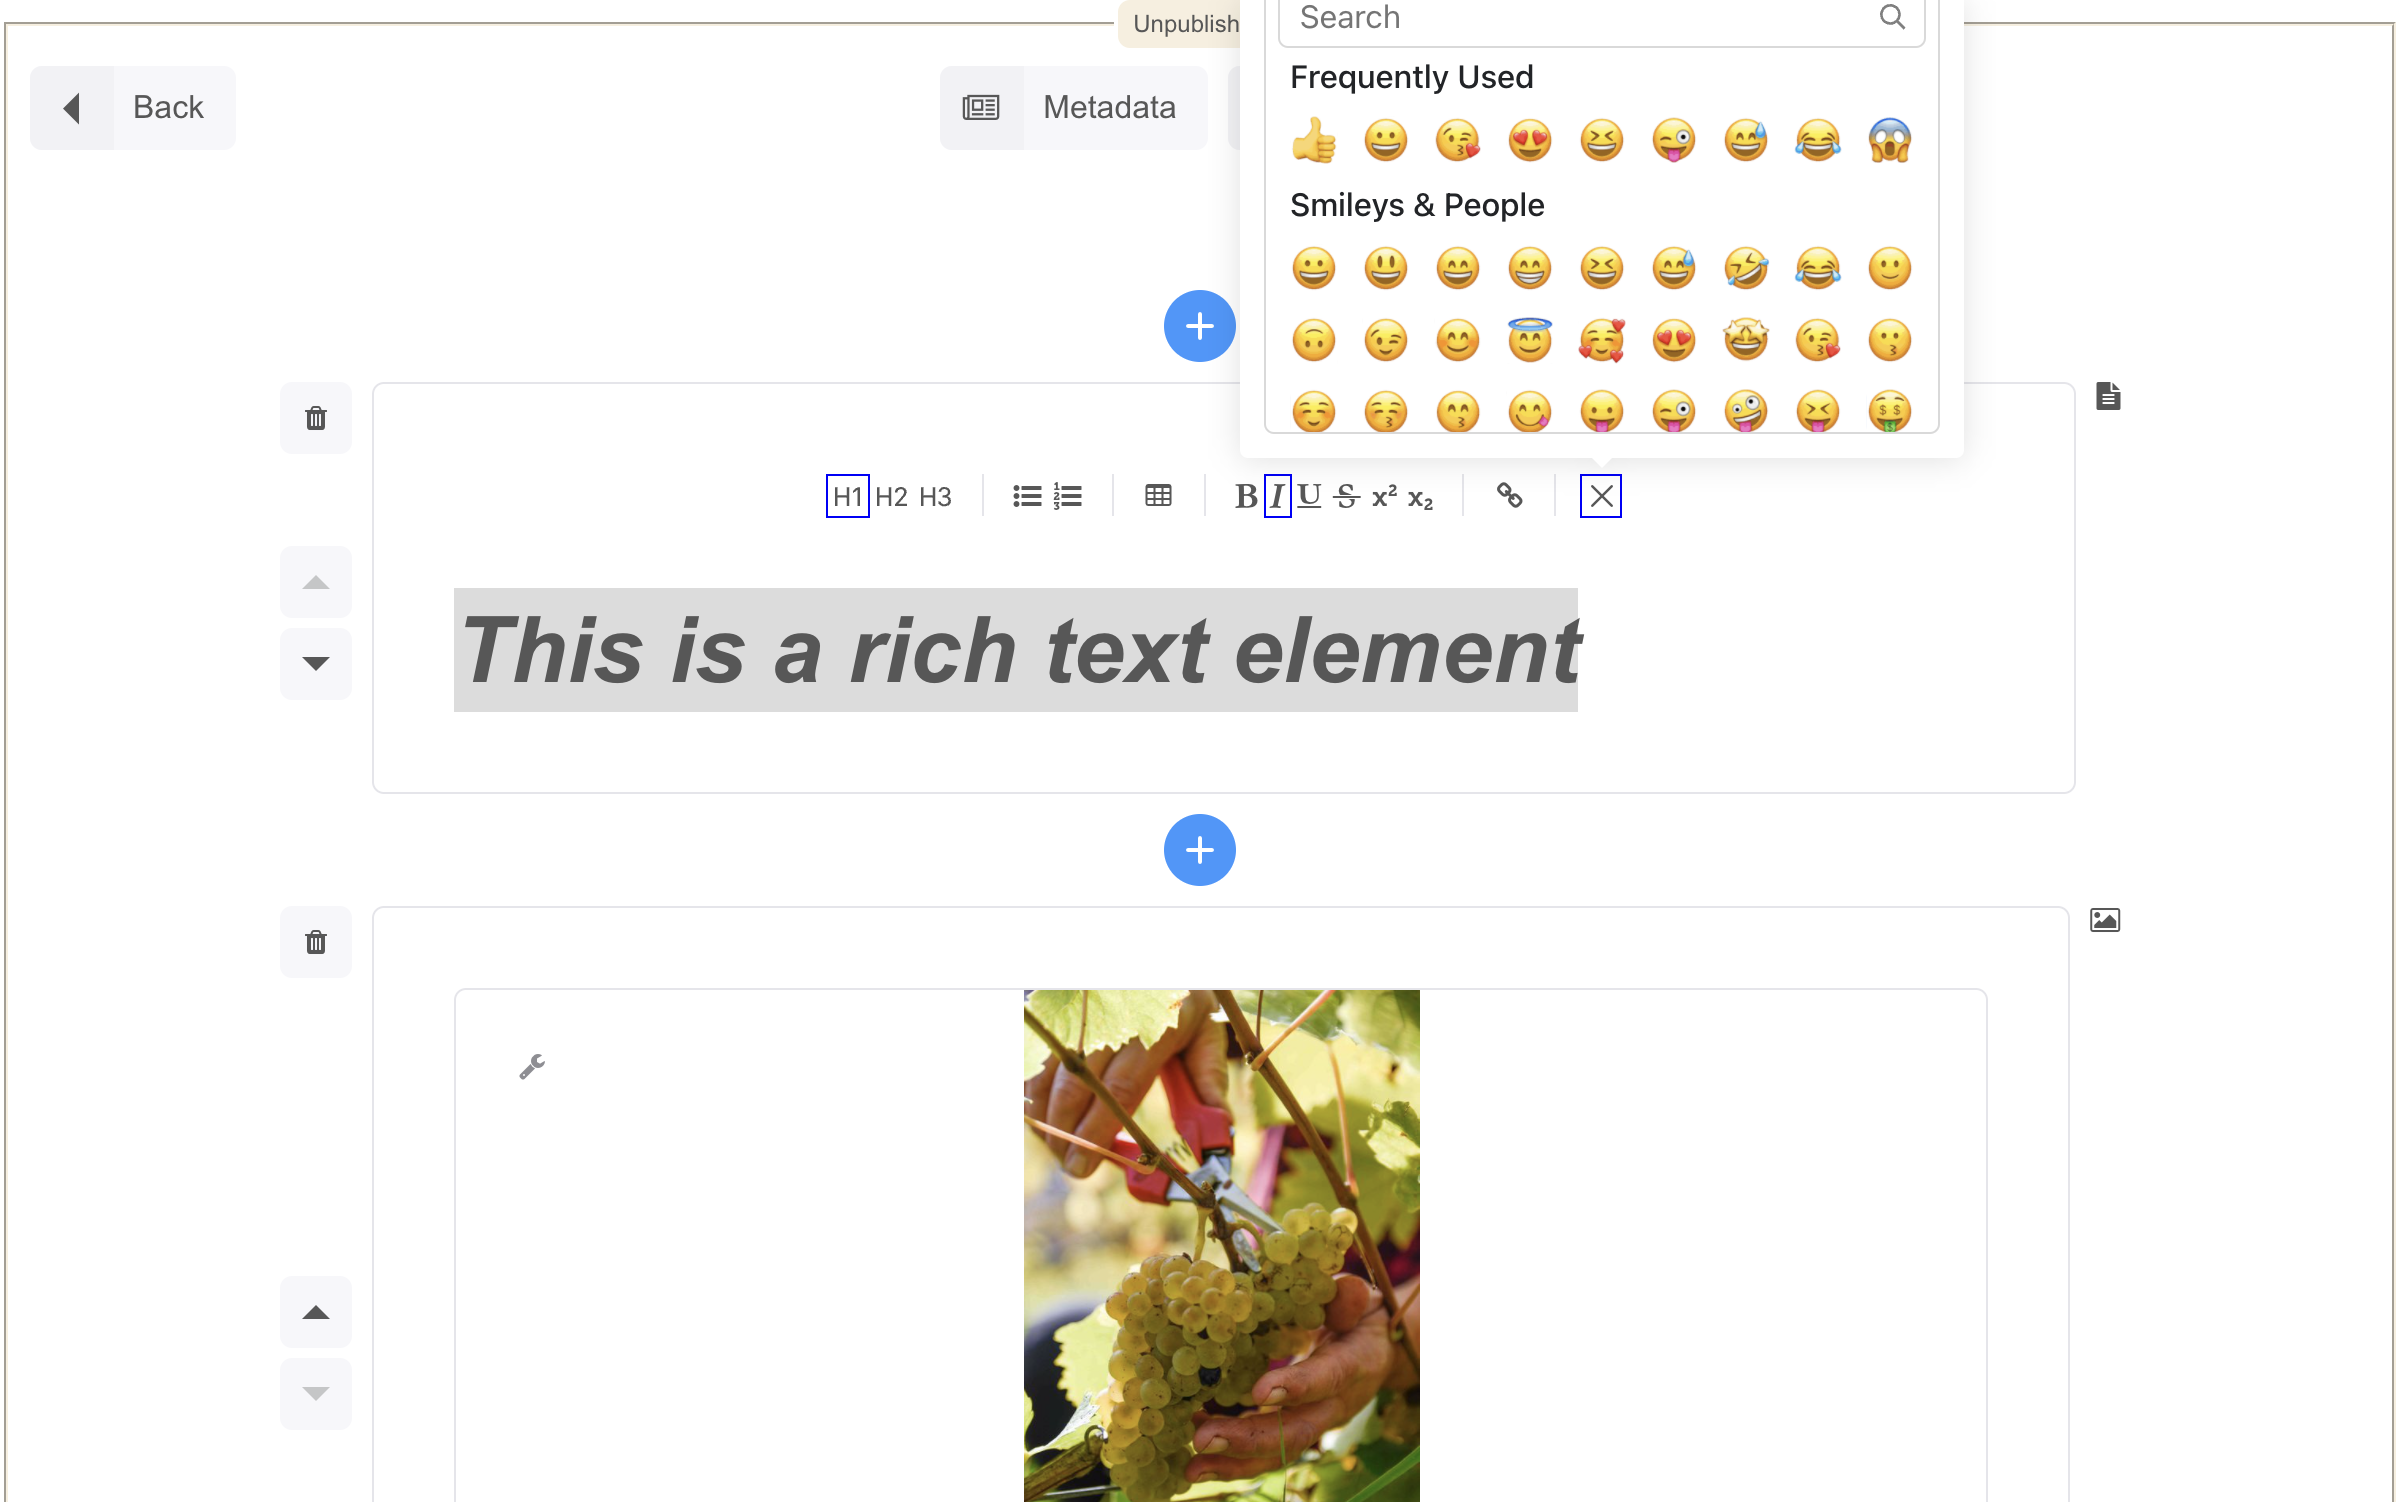 Unpublish
Search
Back
Metadata
Frequently Used
Smileys & People
H1 H2 H3 B I U S x² x₂
This is a rich text element